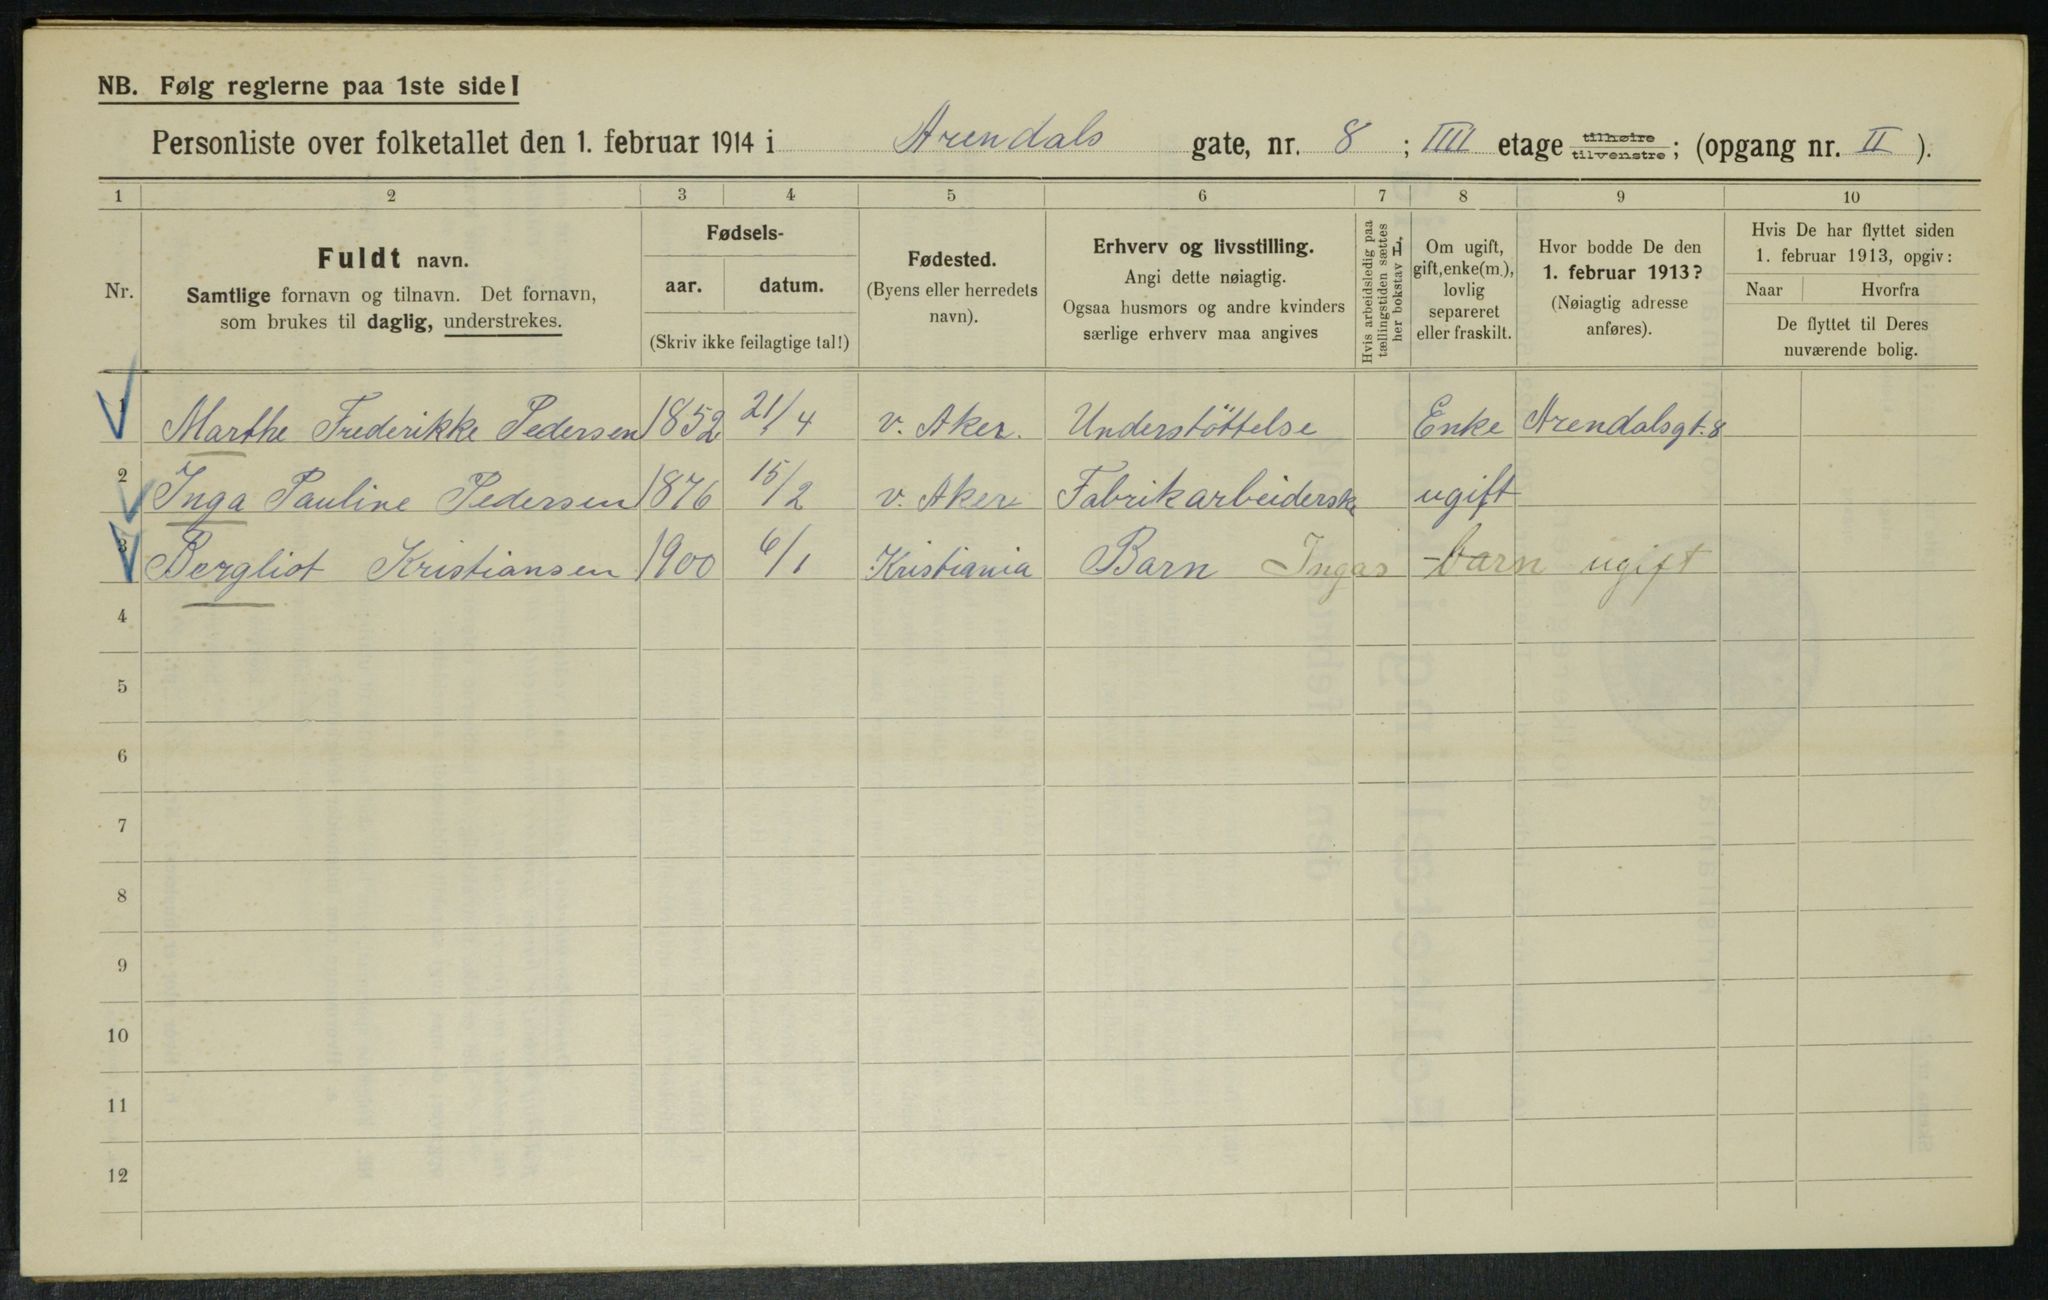 NB. Følg reglerne paa 1ste side!
Personliste over folketallet den 1. februar 1914 i Arendals gate, nr. 8 ; IIII etage tilhøire tilvenstre ; (opgang nr. II ).
1 2 3 4 5 6 7 8 9 10
Nr.
Fuldt navn.
Samtlige fornavn og tilnavn. Det fornavn,
som brukes til daglig, understrekes.
Fødsels-
aar. datum.
(Skriv ikke feilagtige tal!)
Fødested.
(Byens eller herredets
navn).
Erhverv og livsstilling.
Angi dette nøiagtig.
Ogsaa husmors og andre kvinders
særlige erhverv maa angives
Hvis arbeidsledig paa
tællingstiden sættes
her bokstav L.
Om ugift,
gift, enke(m.),
lovlig
separeret
eller fraskilt.
Hvor bodde De den
1. februar 1913?
(Nøiagtig adresse
anføres).
Hvis De har flyttet siden
1. februar 1913, opgiv:
Naar Hvorfra
De flyttet til Deres
nuværende bolig.
1 Marthe Frederikke Pedersen 1852 21/4 v. Aker. Understöttelse Enke Arendalsgt. 8
2 Inga Pauline Pedersen 1876 15/2 v. Aker Fabrikarbeiderske ugift
3 Bergliot Kristiansen 1900 6/1 Kristiania Barn Ingas barn ugift
4
5
6
7
8
9
10
11
12